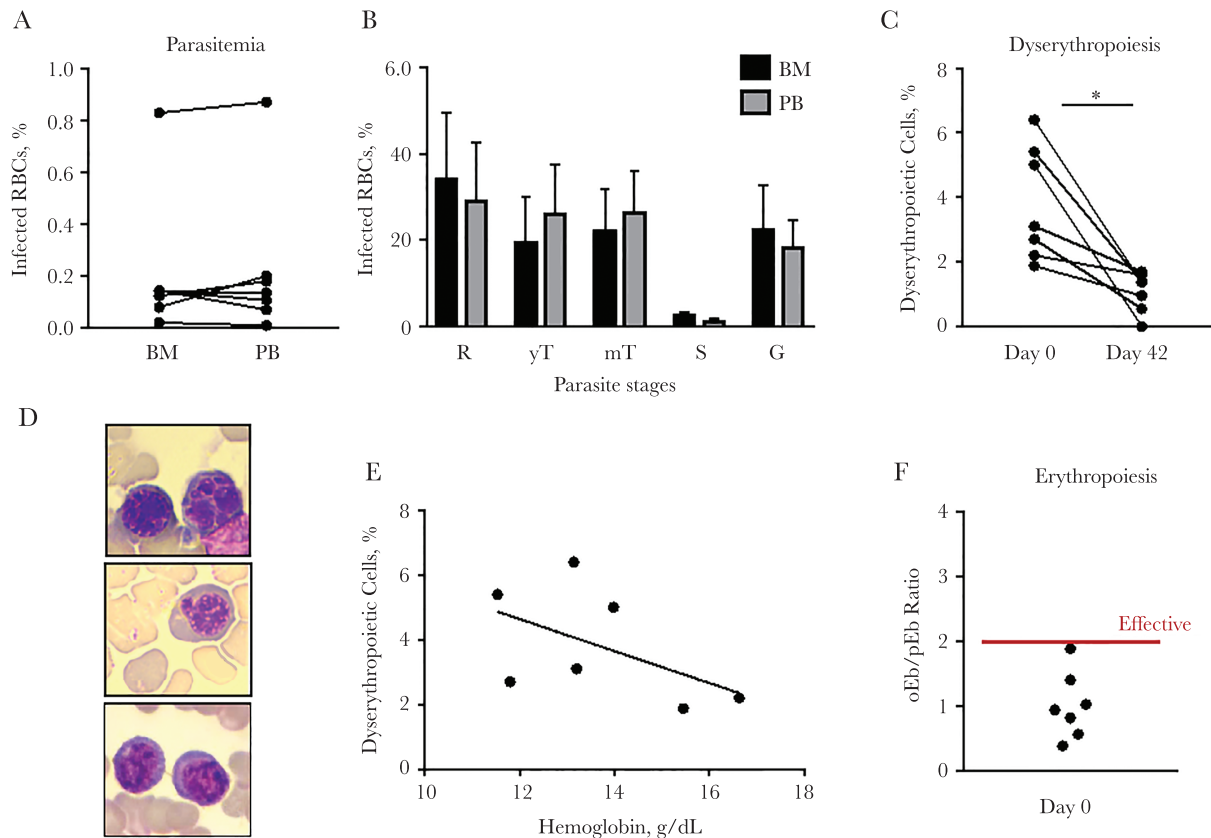 A
Parasitemia
Infected RBCs, %
1.0
0.8
0.6
0.4
0.2
0.0
BM
PB
B
Infected RBCs, %
6.0
40
20
0
BM
PB
R
yT
mT
S
G
Parasite stages
C
Dyserythropoiesis
Dyserythropoietic Cells, %
8
6
4
2
0
*
Day 0
Day 42
D
E
Dyserythropoietic Cells, %
8
6
4
2
0
10
12
14
16
18
Hemoglobin, g/dL
F
Erythropoiesis
oEb/pEb Ratio
4
3
2
1
0
Effective
Day 0